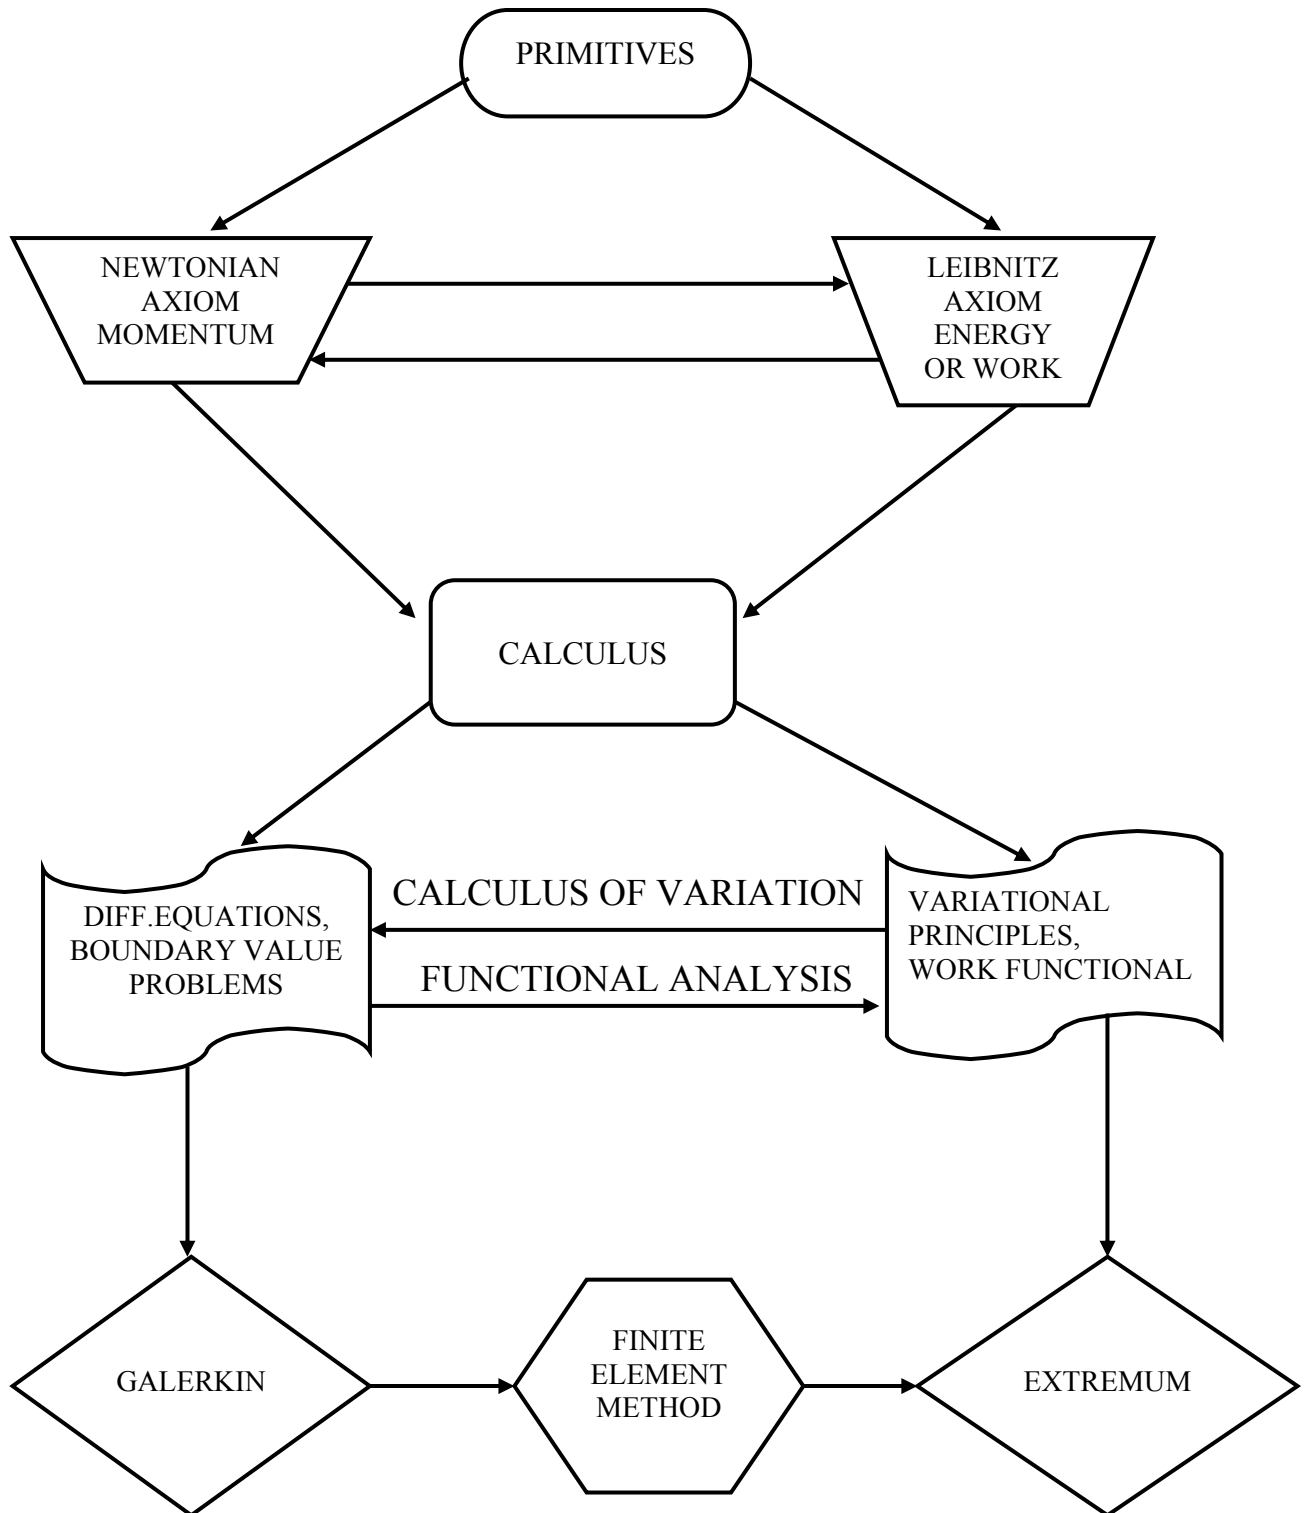 PRIMITIVES
NEWTONIAN
AXIOM
MOMENTUM
LEIBNITZ
AXIOM
ENERGY
OR WORK
CALCULUS
DIFF.EQUATIONS,
BOUNDARY VALUE
PROBLEMS
CALCULUS OF VARIATION
FUNCTIONAL ANALYSIS
VARIATIONAL
PRINCIPLES,
WORK FUNCTIONAL
GALERKIN
FINITE
ELEMENT
METHOD
EXTREMUM